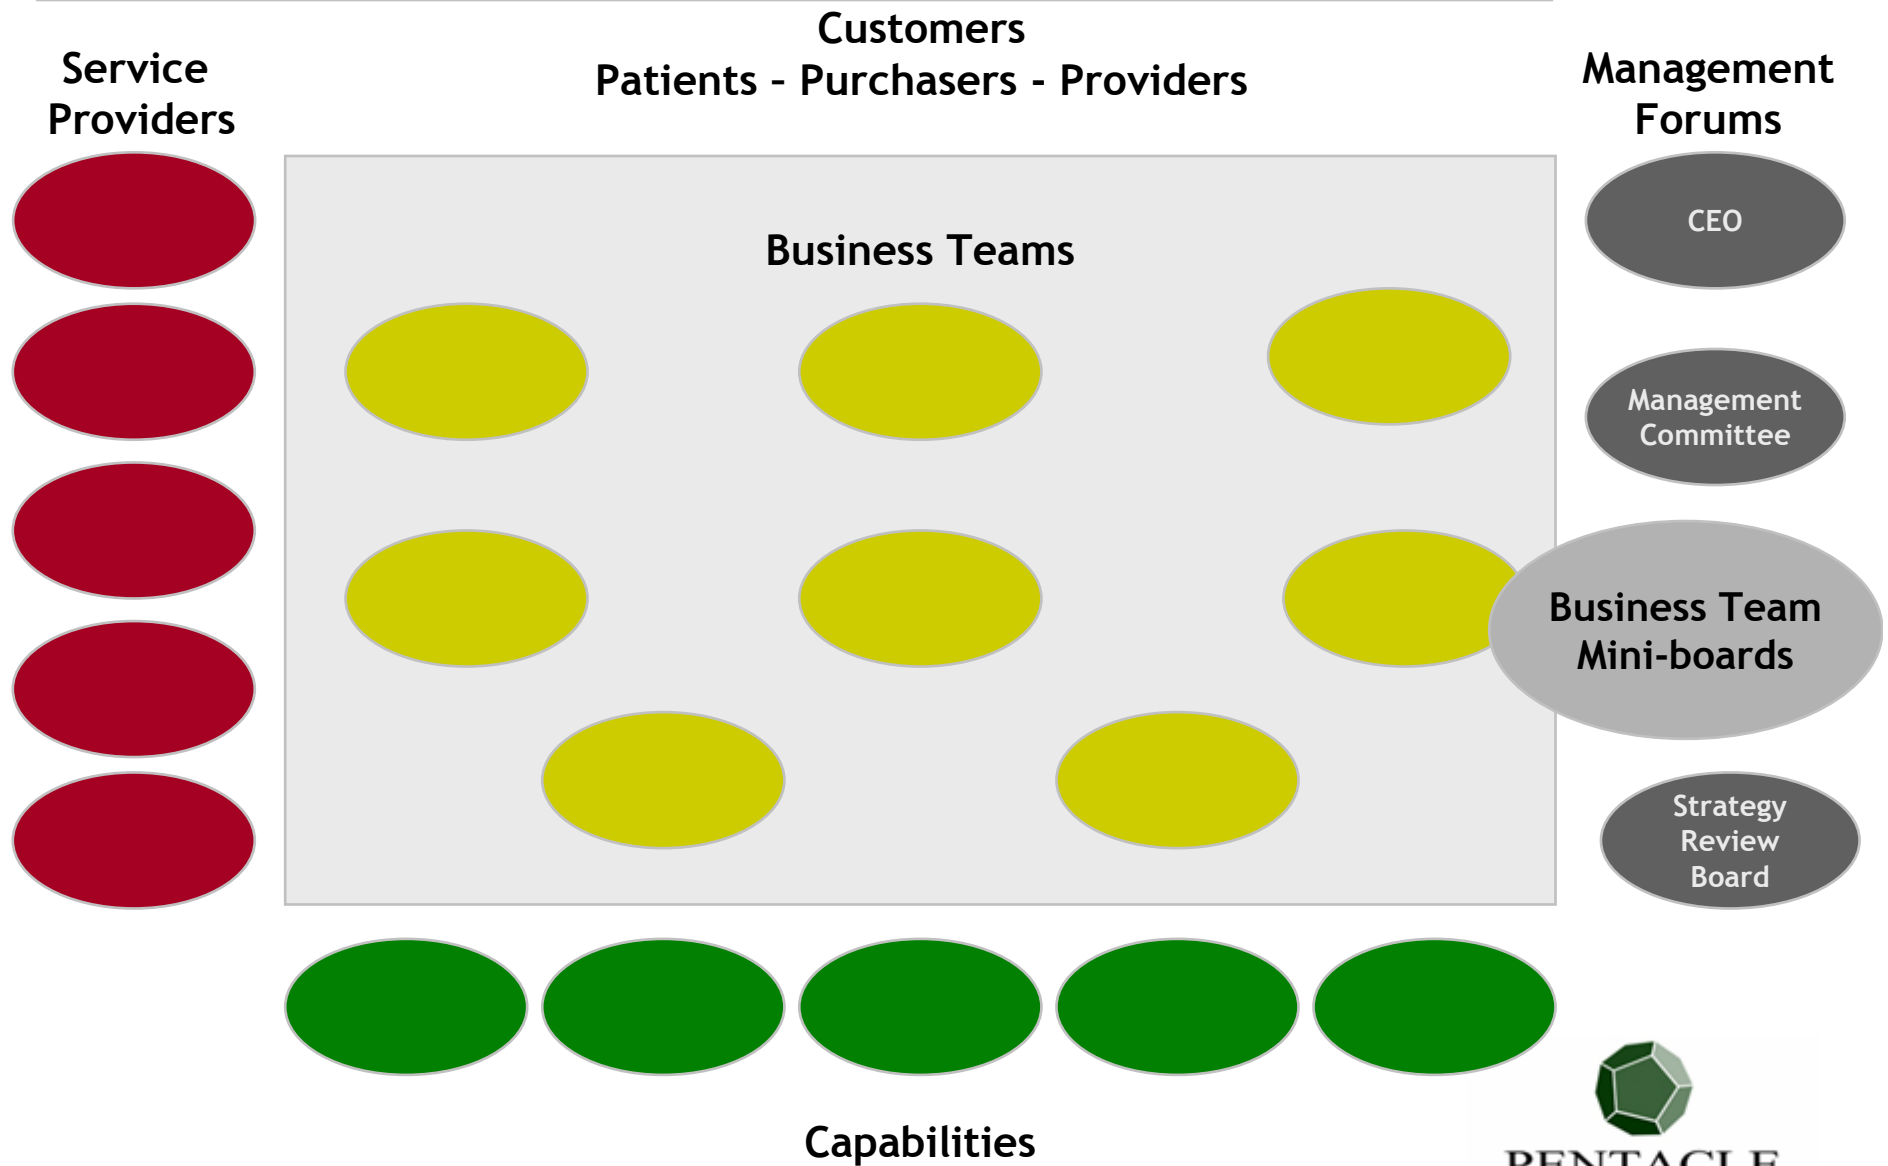 Customers
Patients – Purchasers - Providers
Service
Providers
Management
Forums
Business Teams
CEO
Management
Committee
Business Team
Mini-boards
Strategy
Review
Board
Capabilities
PENTACLE